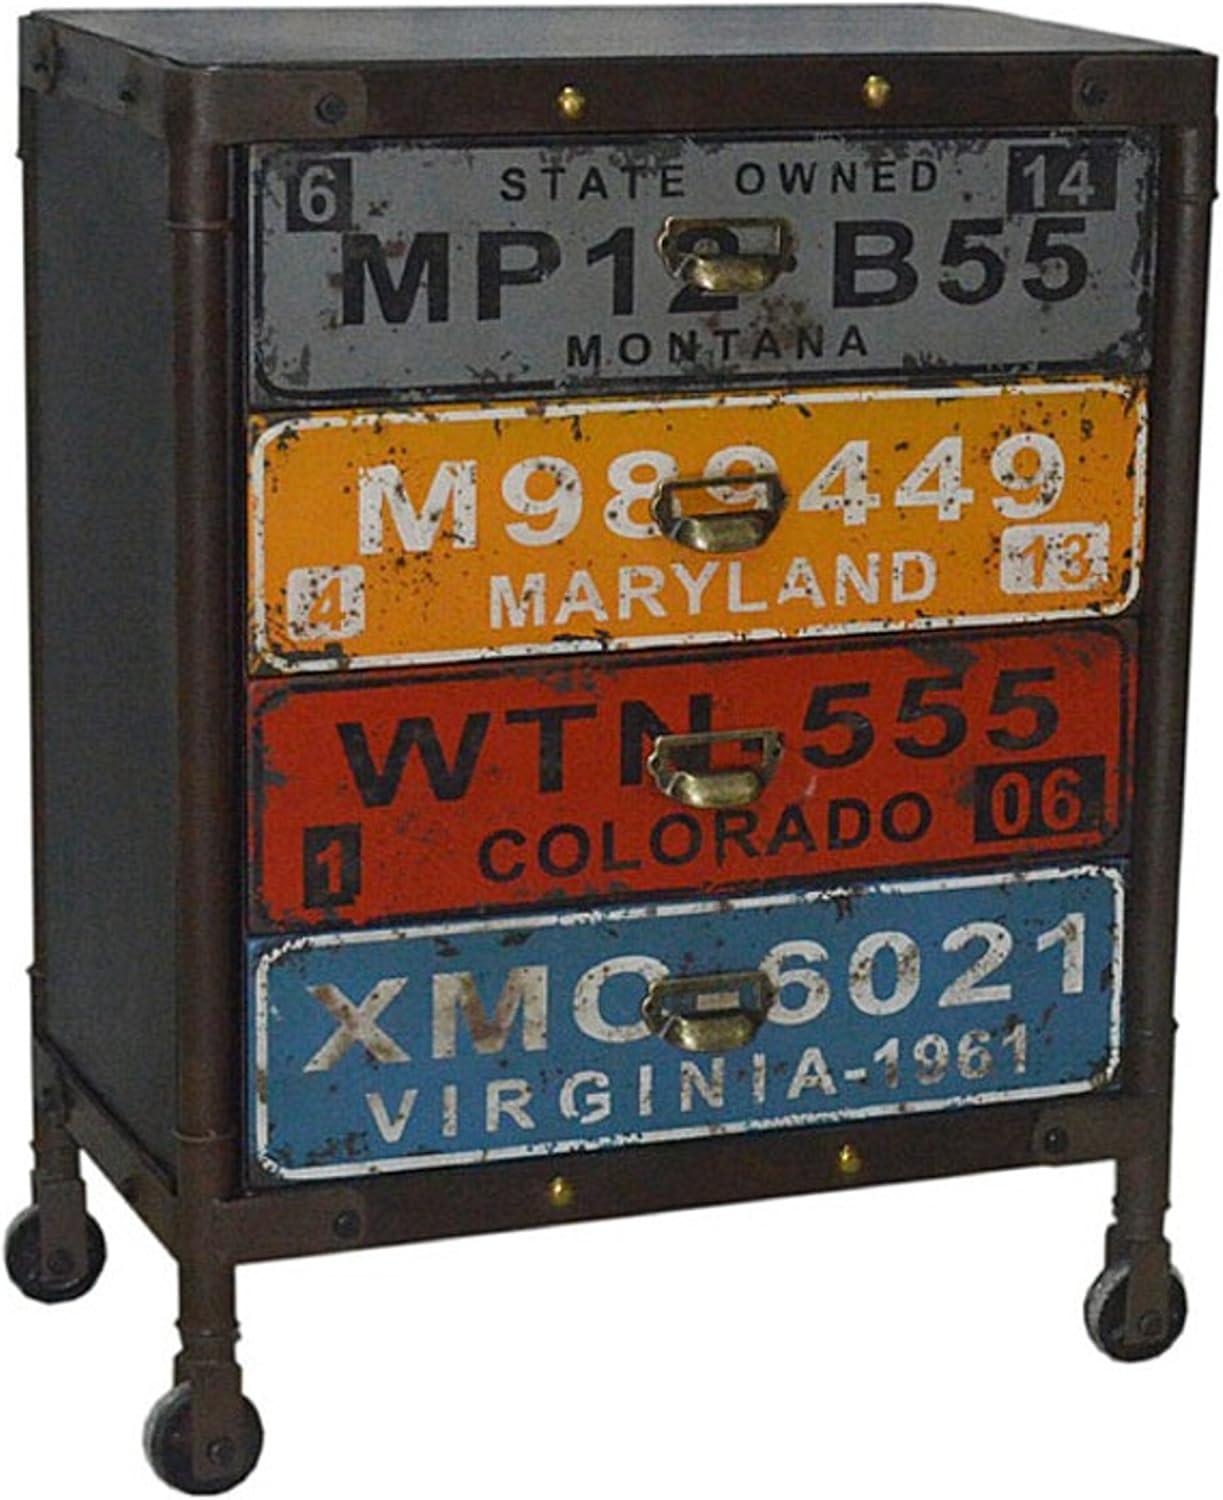 6 STATE OWNED 14
MP12 B55
MONTANA
M989449
4 MARYLAND 13
WTN-555
1 COLORADO 06
XMC-6021
VIRGINIA-1961